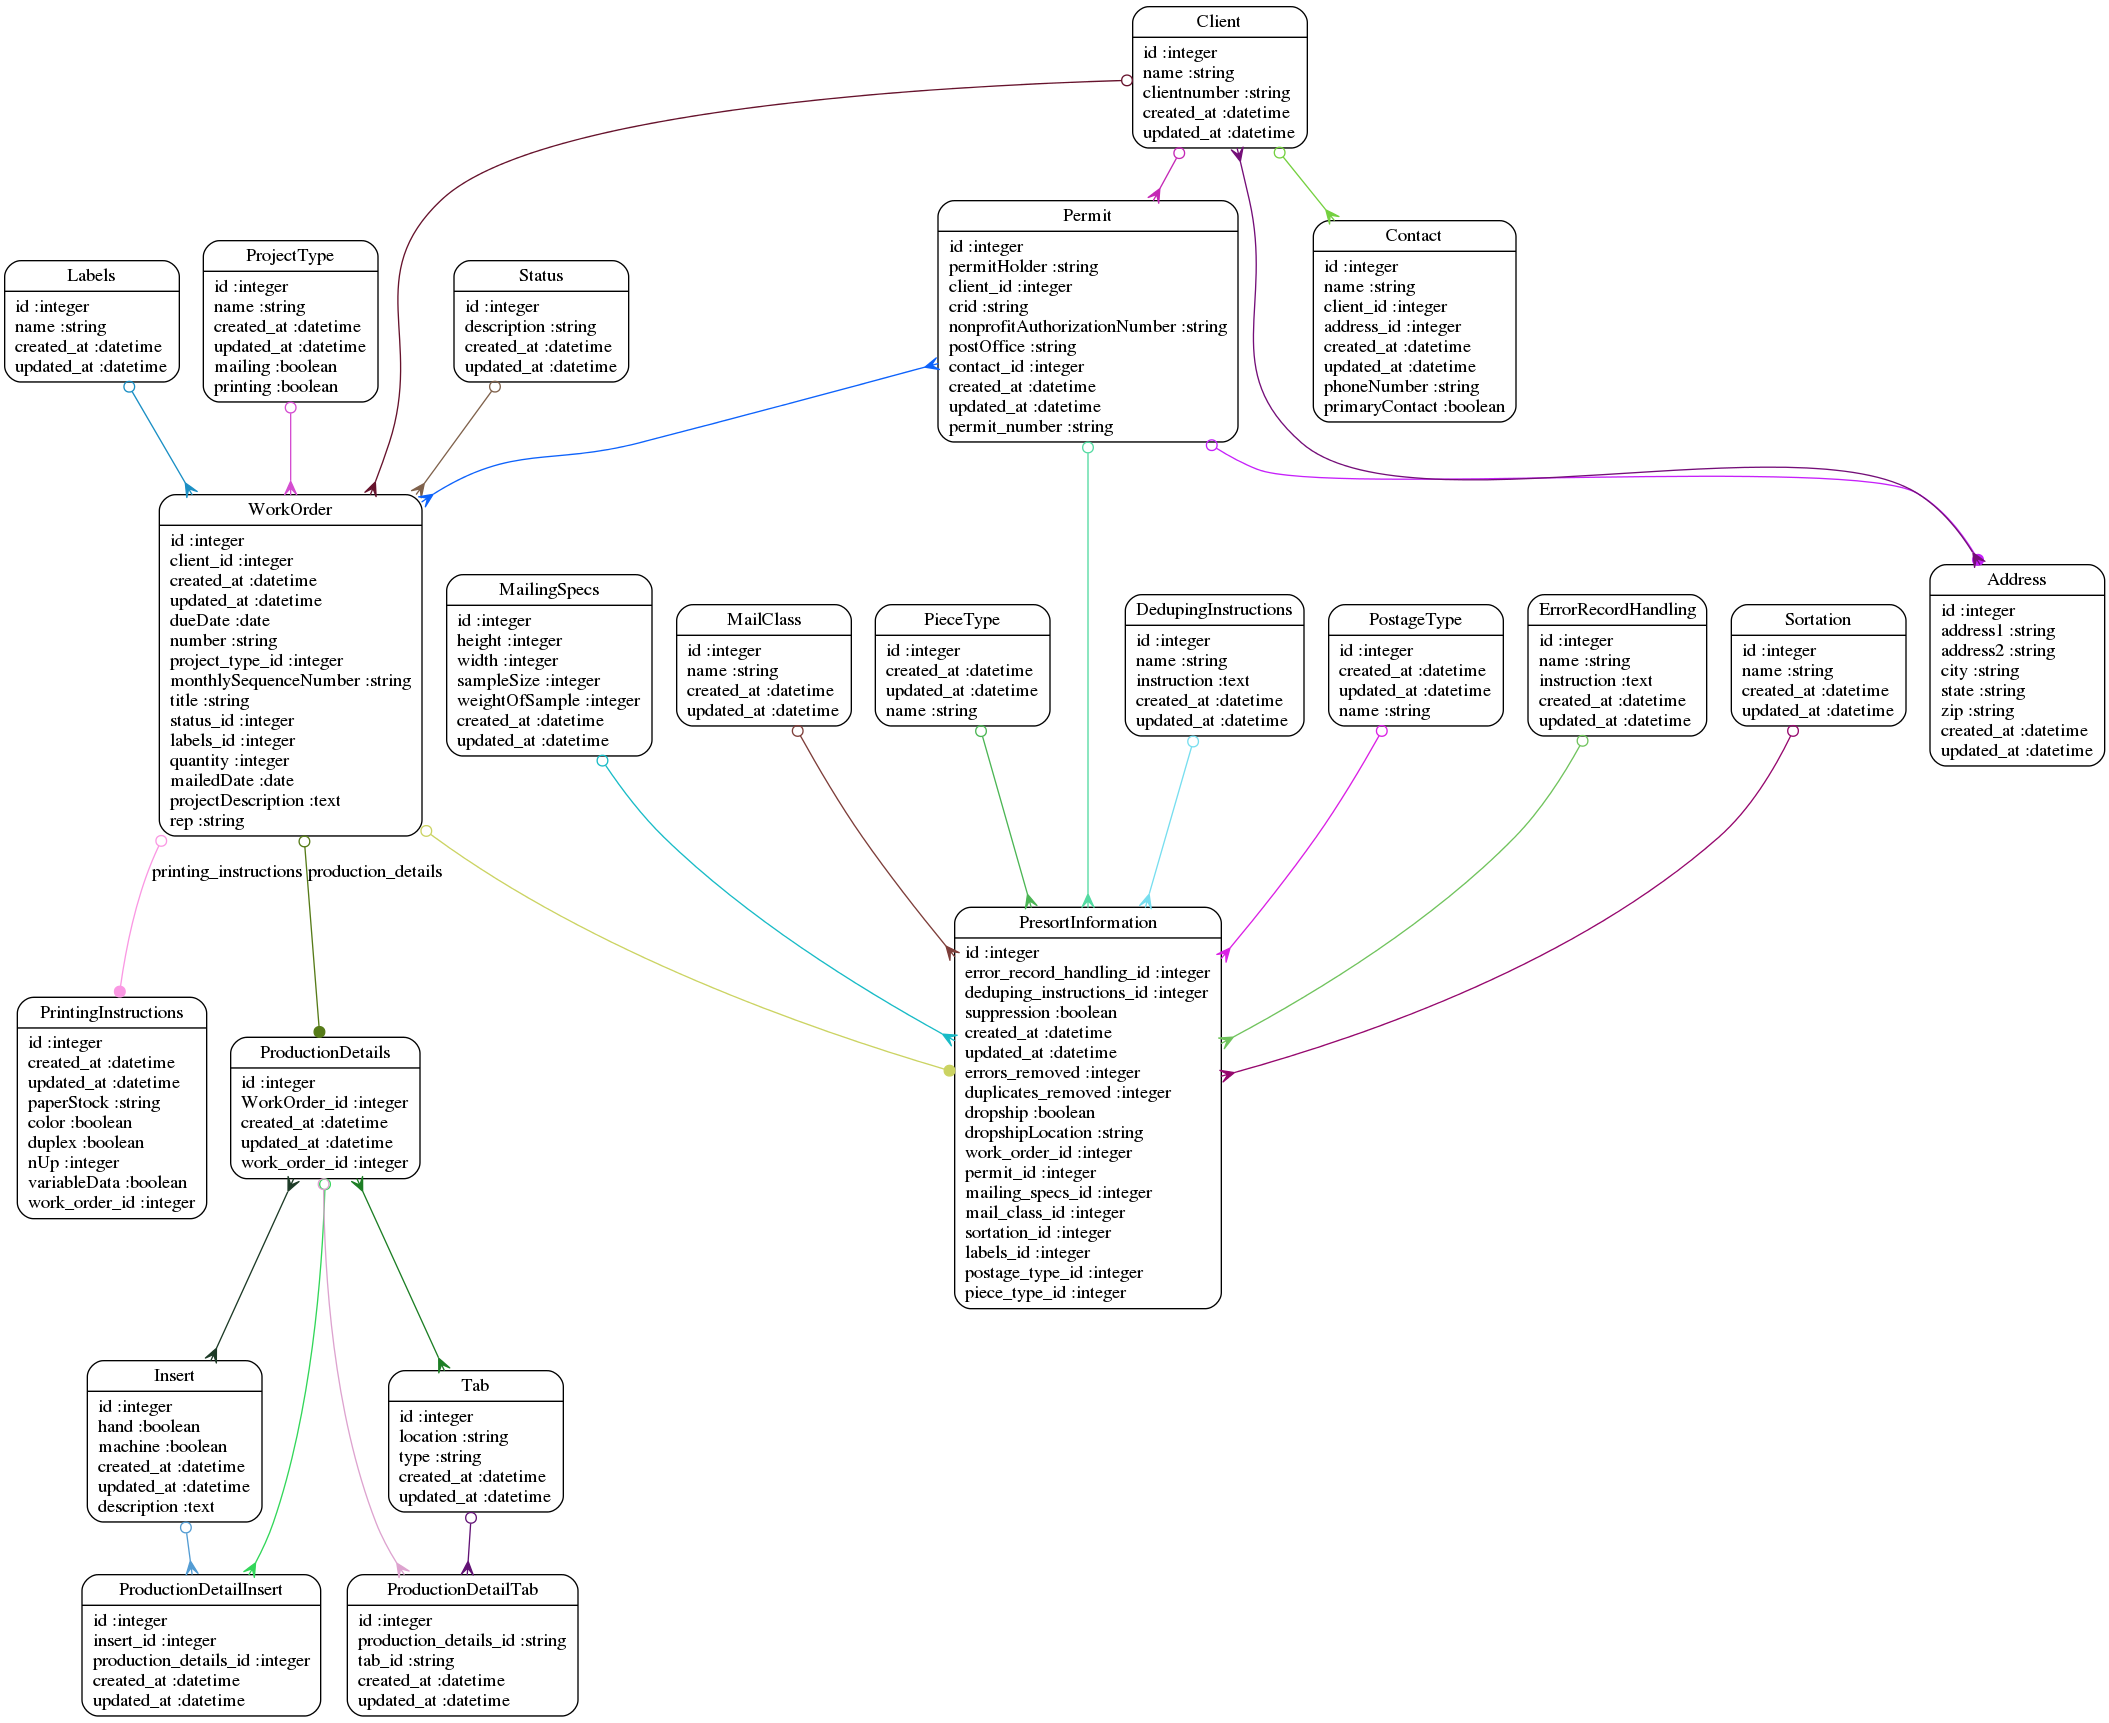 Client
id :integer
name :string
clientnumber :string
created_at :datetime
updated_at :datetime
Permit
id :integer
permitHolder :string
client_id :integer
crid :string
nonprofitAuthorizationNumber :string
postOffice :string
contact_id :integer
created_at :datetime
updated_at :datetime
permit_number :string
Contact
id :integer
name :string
client_id :integer
address_id :integer
created_at :datetime
updated_at :datetime
phoneNumber :string
primaryContact :boolean
Labels
id :integer
name :string
created_at :datetime
updated_at :datetime
ProjectType
id :integer
name :string
created_at :datetime
updated_at :datetime
mailing :boolean
printing :boolean
Status
id :integer
description :string
created_at :datetime
updated_at :datetime
WorkOrder
id :integer
client_id :integer
created_at :datetime
updated_at :datetime
dueDate :date
number :string
project_type_id :integer
monthlySequenceNumber :string
title :string
status_id :integer
labels_id :integer
quantity :integer
mailedDate :date
projectDescription :text
rep :string
MailingSpecs
id :integer
height :integer
width :integer
sampleSize :integer
weightOfSample :integer
created_at :datetime
updated_at :datetime
MailClass
id :integer
name :string
created_at :datetime
updated_at :datetime
PieceType
id :integer
created_at :datetime
updated_at :datetime
name :string
DedupingInstructions
id :integer
name :string
instruction :text
created_at :datetime
updated_at :datetime
PostageType
id :integer
created_at :datetime
updated_at :datetime
name :string
ErrorRecordHandling
id :integer
name :string
instruction :text
created_at :datetime
updated_at :datetime
Sortation
id :integer
name :string
created_at :datetime
updated_at :datetime
Address
id :integer
address1 :string
address2 :string
city :string
state :string
zip :string
created_at :datetime
updated_at :datetime
printing_instructions
production_details
PrintingInstructions
id :integer
created_at :datetime
updated_at :datetime
paperStock :string
color :boolean
duplex :boolean
nUp :integer
variableData :boolean
work_order_id :integer
ProductionDetails
id :integer
WorkOrder_id :integer
created_at :datetime
updated_at :datetime
work_order_id :integer
PresortInformation
id :integer
error_record_handling_id :integer
deduping_instructions_id :integer
suppression :boolean
created_at :datetime
updated_at :datetime
errors_removed :integer
duplicates_removed :integer
dropship :boolean
dropshipLocation :string
work_order_id :integer
permit_id :integer
mailing_specs_id :integer
mail_class_id :integer
sortation_id :integer
labels_id :integer
postage_type_id :integer
piece_type_id :integer
Insert
id :integer
hand :boolean
machine :boolean
created_at :datetime
updated_at :datetime
description :text
Tab
id :integer
location :string
type :string
created_at :datetime
updated_at :datetime
ProductionDetailInsert
id :integer
insert_id :integer
production_details_id :integer
created_at :datetime
updated_at :datetime
ProductionDetailTab
id :integer
production_details_id :string
tab_id :string
created_at :datetime
updated_at :datetime